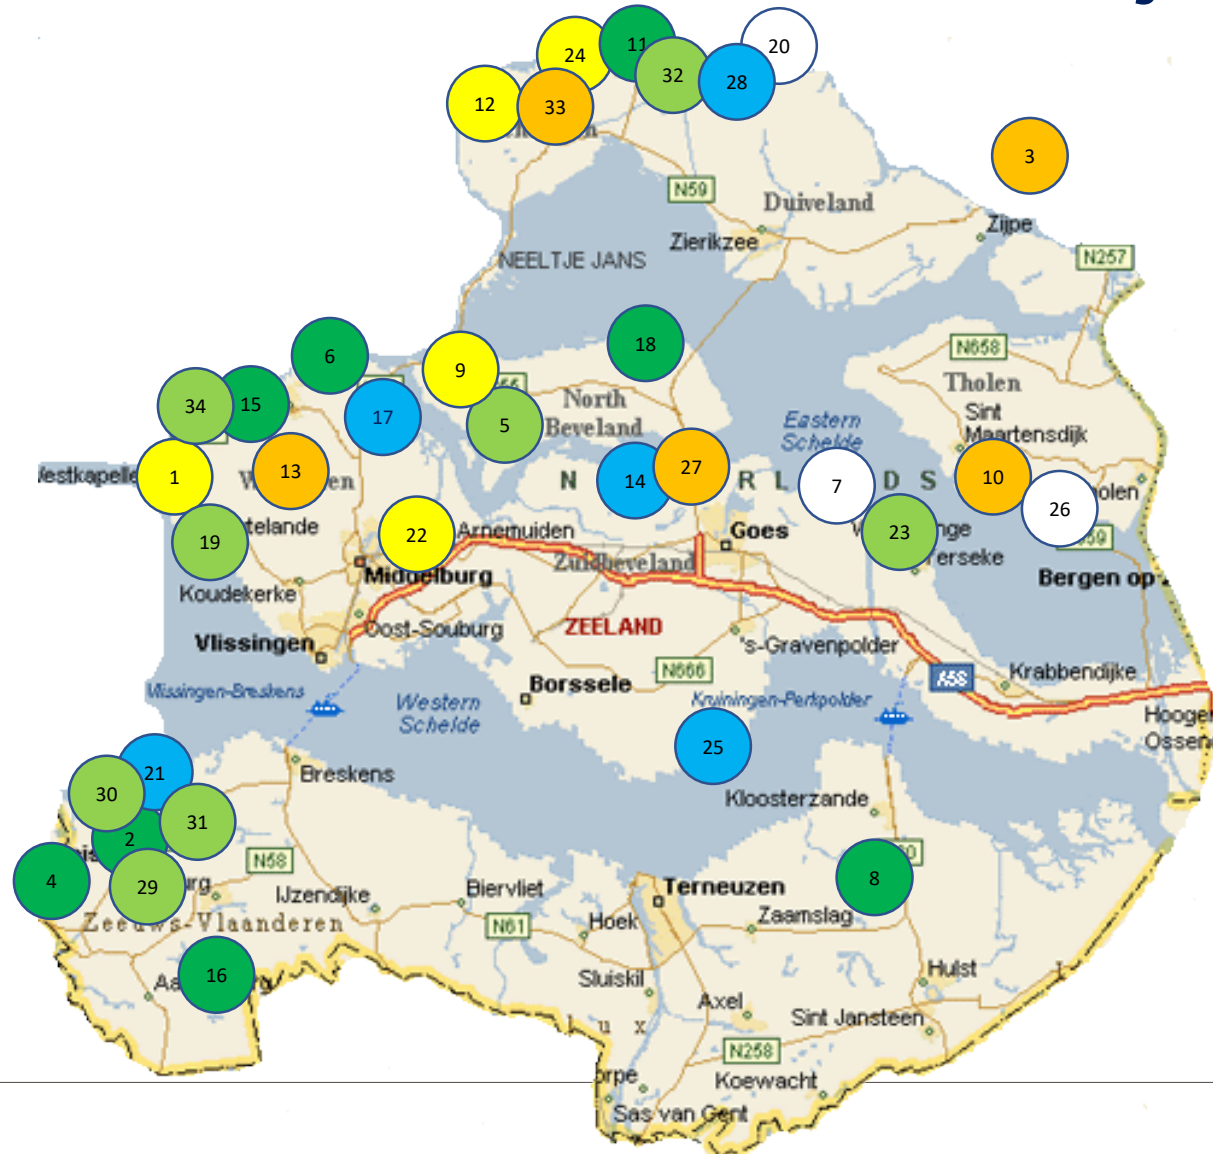 20
11
24
32
28
12
33
3
N59
Duiveland
Zijpe
Zierikzee
NEELTJE JANS
N257
18
6
N658
9
Tholen
34
15
17
North
Beveland
5
Sint
Maartensdijk
Eastern
Schelde
1
13
14
27
N
R L
D S
7
10
26
22
Arnemuiden
Goes
23
19
Zuidbeveland
Middelburg
Koudekerke
Bergen op
Oost-Souburg
ZEELAND
Vlissingen
's-Gravenpolder
N666
A58
Krabbendijke
Vlissingen-Breskens
Borssele
Kruiningen-Perkpolder
Western
Schelde
25
21
Breskens
30
Kloosterzande
31
2
4
29
N58
8
IJzendijke
Biervliet
Terneuzen
Zeeuws-Vlaanderen
N61
Hoek
Zaamslag
16
Sluiskil
Hulst
Axel
Sint Jansteen
l u x
N258
Koewacht
Sas van Gent